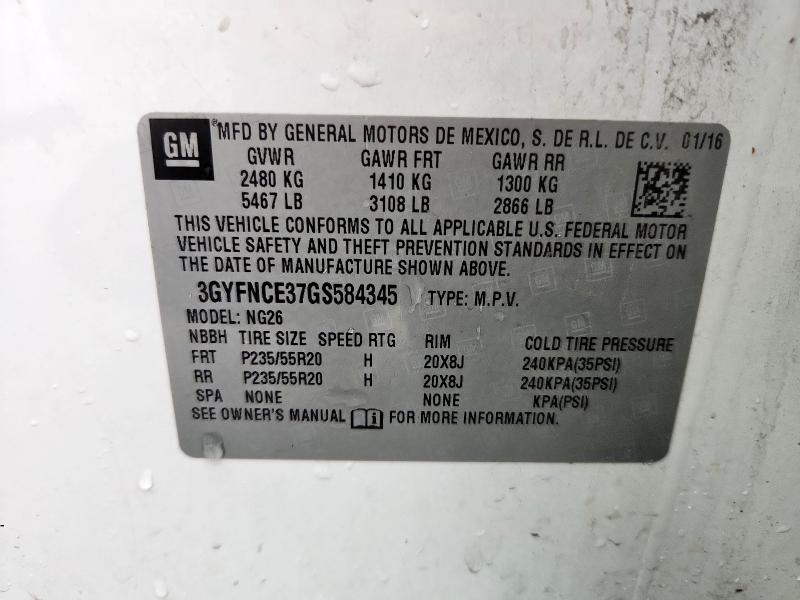 GM ®MFD BY GENERAL MOTORS DE MEXICO, S. DE R.L. DE C.V. 01/16
GVWR GAWR FRT GAWR RR
2480 KG 1410 KG 1300 KG
5467 LB 3108 LB 2866 LB
THIS VEHICLE CONFORMS TO ALL APPLICABLE U.S. FEDERAL MOTOR
VEHICLE SAFETY AND THEFT PREVENTION STANDARDS IN EFFECT ON
THE DATE OF MANUFACTURE SHOWN ABOVE.
3GYFNCE37GS584345 TYPE: M.P.V.
MODEL: NG26
NBBH TIRE SIZE SPEED RTG RIM COLD TIRE PRESSURE
FRT P235/55R20 H 20X8J 240KPA(35PSI)
RR P235/55R20 H 20X8J 240KPA(35PSI)
SPA NONE NONE KPA(PSI)
SEE OWNER'S MANUAL FOR MORE INFORMATION.